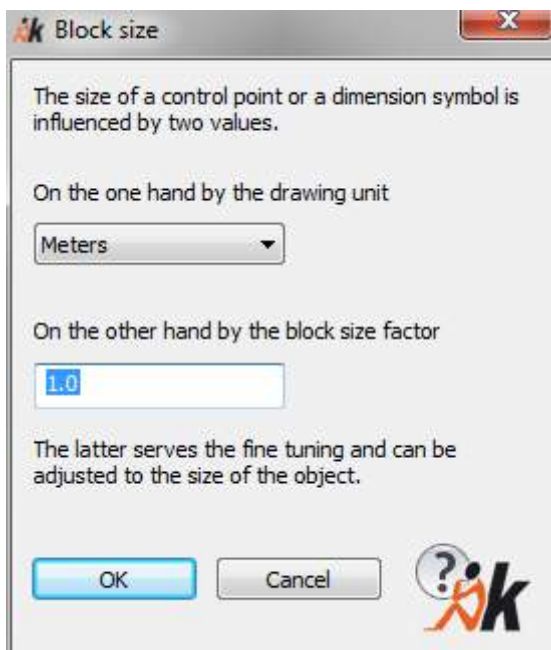 Block size
The size of a control point or a dimension symbol is
influenced by two values.
On the one hand by the drawing unit
Meters
On the other hand by the block size factor
1.0
The latter serves the fine tuning and can be
adjusted to the size of the object.
OK Cancel
?
k